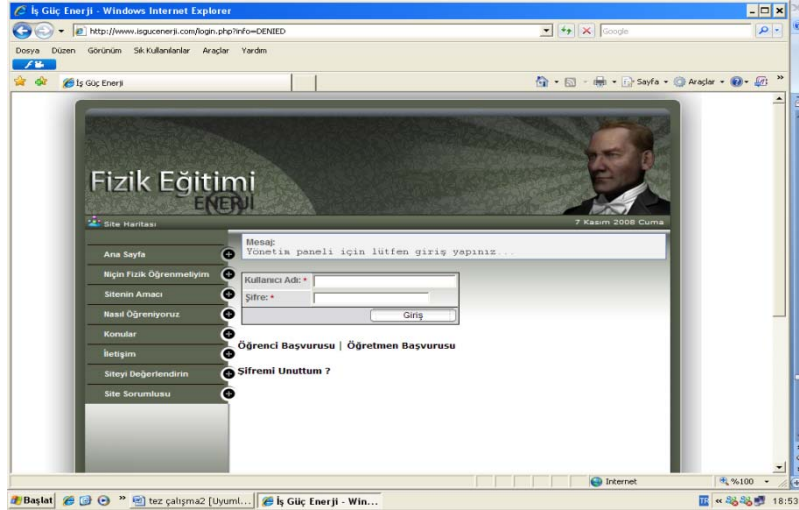 İş Güç Enerji - Windows Internet Explorer
http://www.isgucenerji.com/login.php?info=DENIED
Google
Dosya Düzen Görünüm Sık Kullanılanlar Araçlar Yardım
İş Güç Enerji
Sayfa Araçlar
Fizik Eğitimi
ENERJİ
Site Haritası
7 Kasım 2008 Cuma
Mesaj:
Yönetim paneli için lütfen giriş yapınız...
Ana Sayfa
Niçin Fizik Öğrenmeliyim
Sitenin Amacı
Nasıl Öğreniyoruz
Konular
İletişim
Siteyi Değerlendirin
Site Sorumlusu
Kullanıcı Adı: *
Şifre: *
Giriş
Öğrenci Başvurusu | Öğretmen Başvurusu
Şifremi Unuttum ?
Internet
%100
Başlat
tez çalışma2 [Uyuml...
İş Güç Enerji - Win...
TR
18:53